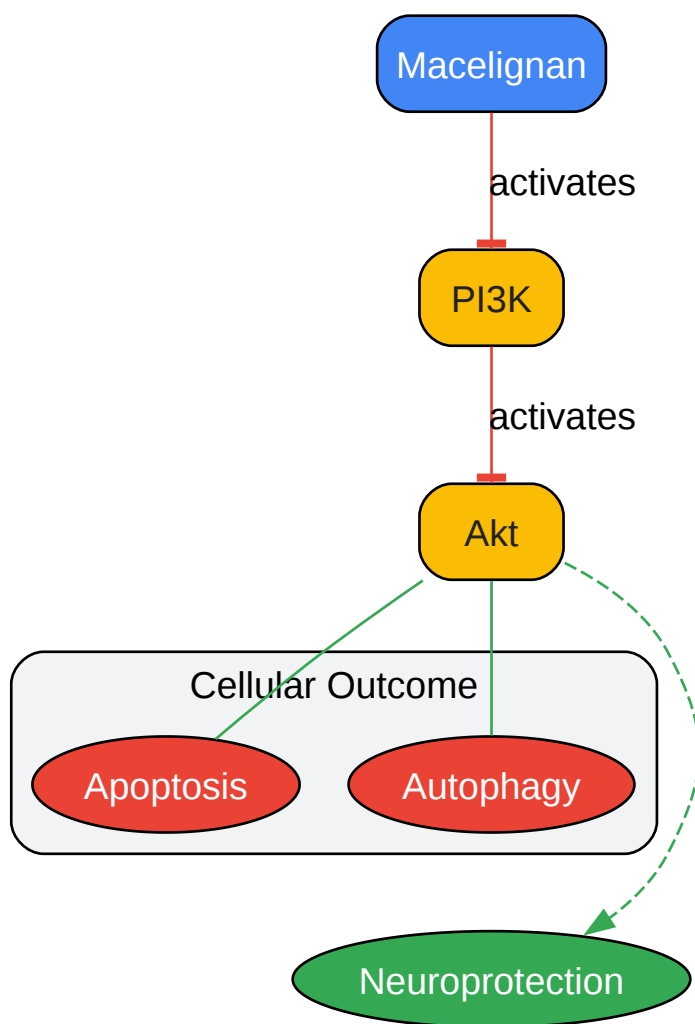 Macelignan
activates
PI3K
activates
Akt
Cellular Outcome
Apoptosis
Autophagy
Neuroprotection